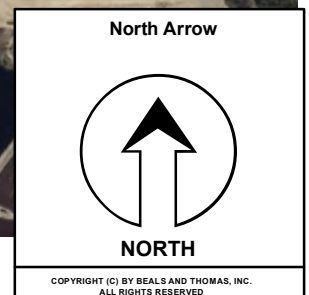 North Arrow
NORTH
COPYRIGHT (C) BY BEALS AND THOMAS, INC.
ALL RIGHTS RESERVED